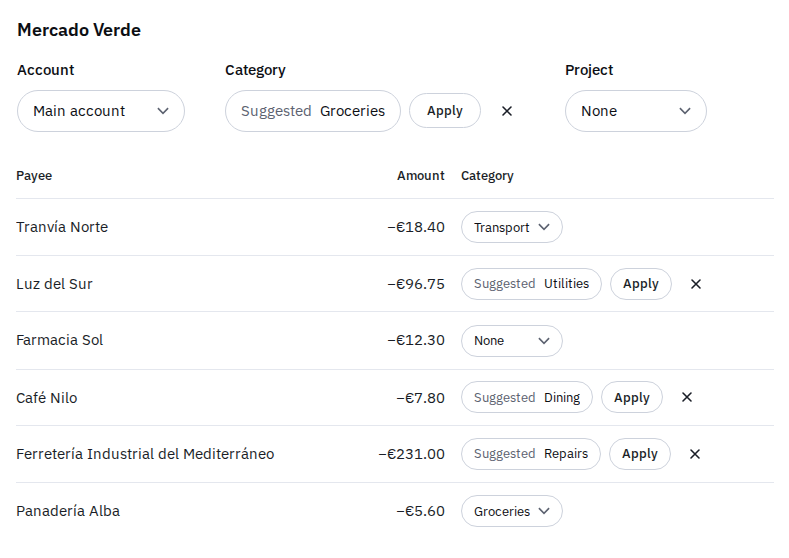 Mercado Verde
Account Category Project
Main account Suggested Groceries Apply None
Payee Amount Category
Tranvía Norte −€18.40 Transport
Luz del Sur −€96.75 Suggested Utilities Apply
Farmacia Sol −€12.30 None
Café Nilo −€7.80 Suggested Dining Apply
Ferretería Industrial del Mediterráneo −€231.00 Suggested Repairs Apply
Panadería Alba −€5.60 Groceries